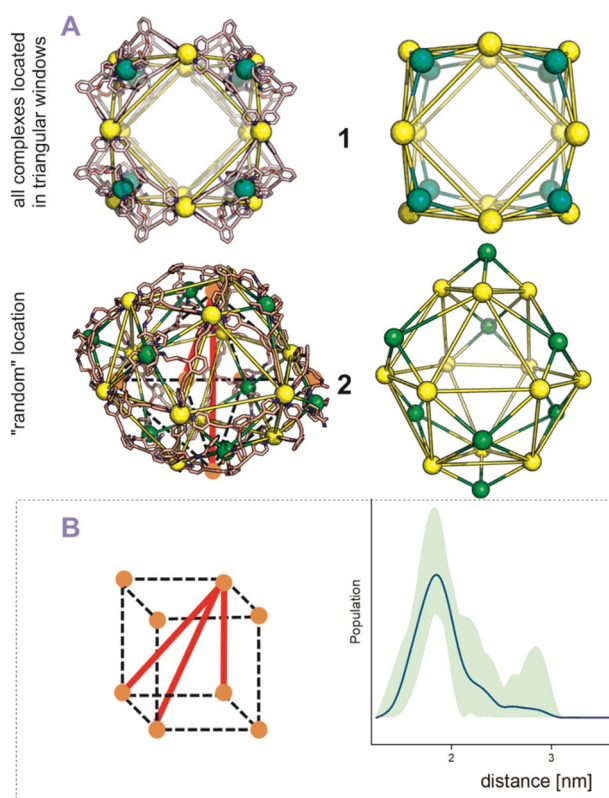 A
all complexes located
in triangular windows
1
"random" location
2
B
Population
2
3
distance [nm]